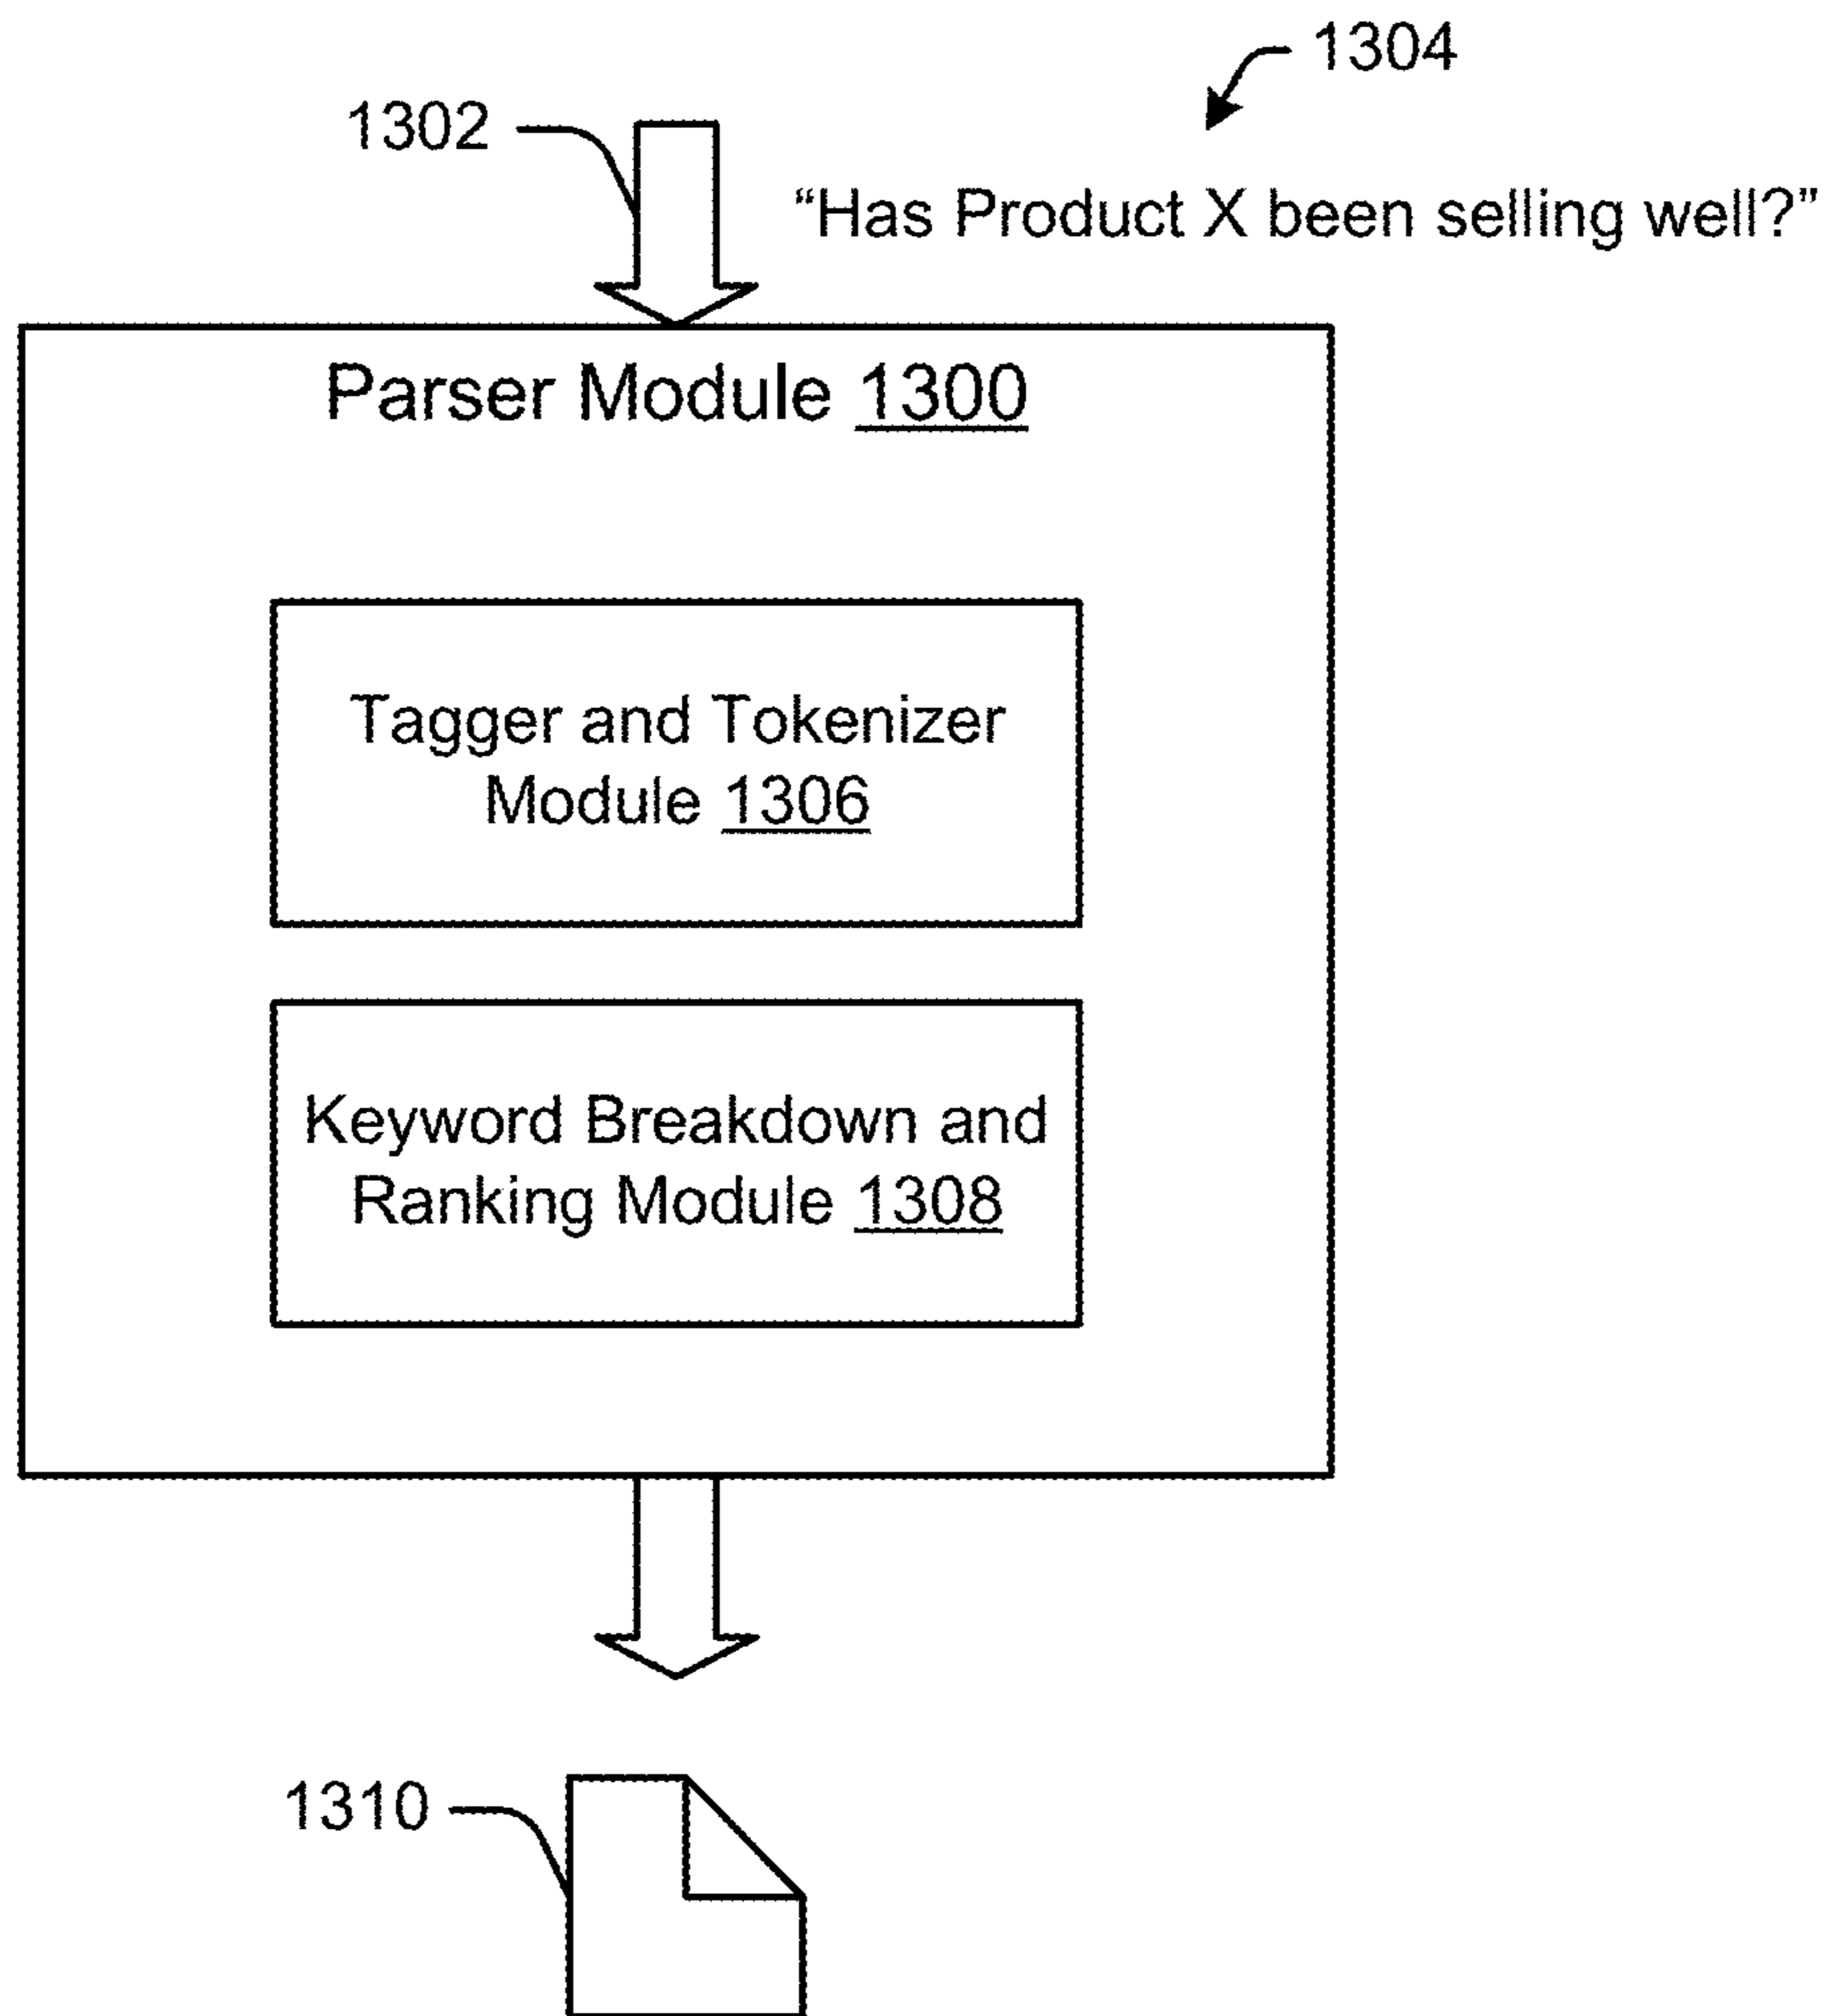 1304
1302
“Has Product X been selling well?”
Parser Module 1300
Tagger and Tokenizer
Module 1306
Keyword Breakdown and
Ranking Module 1308
1310